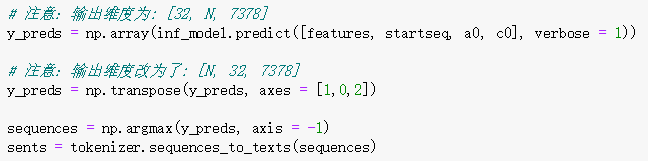 # 注意: 输出维度为: [32, N, 7378]
y_preds = np.array(inf_model.predict([features, startseq, a0, c0], verbose = 1))
# 注意: 输出维度改为了: [N, 32, 7378]
y_preds = np.transpose(y_preds, axes = [1,0,2])
sequences = np.argmax(y_preds, axis = -1)
sents = tokenizer.sequences_to_texts(sequences)